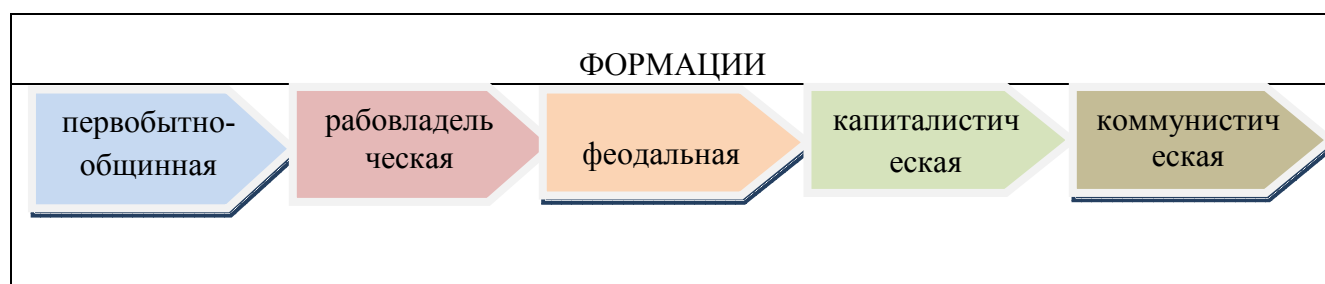 ФОРМАЦИИ
первобытно-
общинная
рабовладель
ческая
феодальная
капиталистич
еская
коммунистич
еская